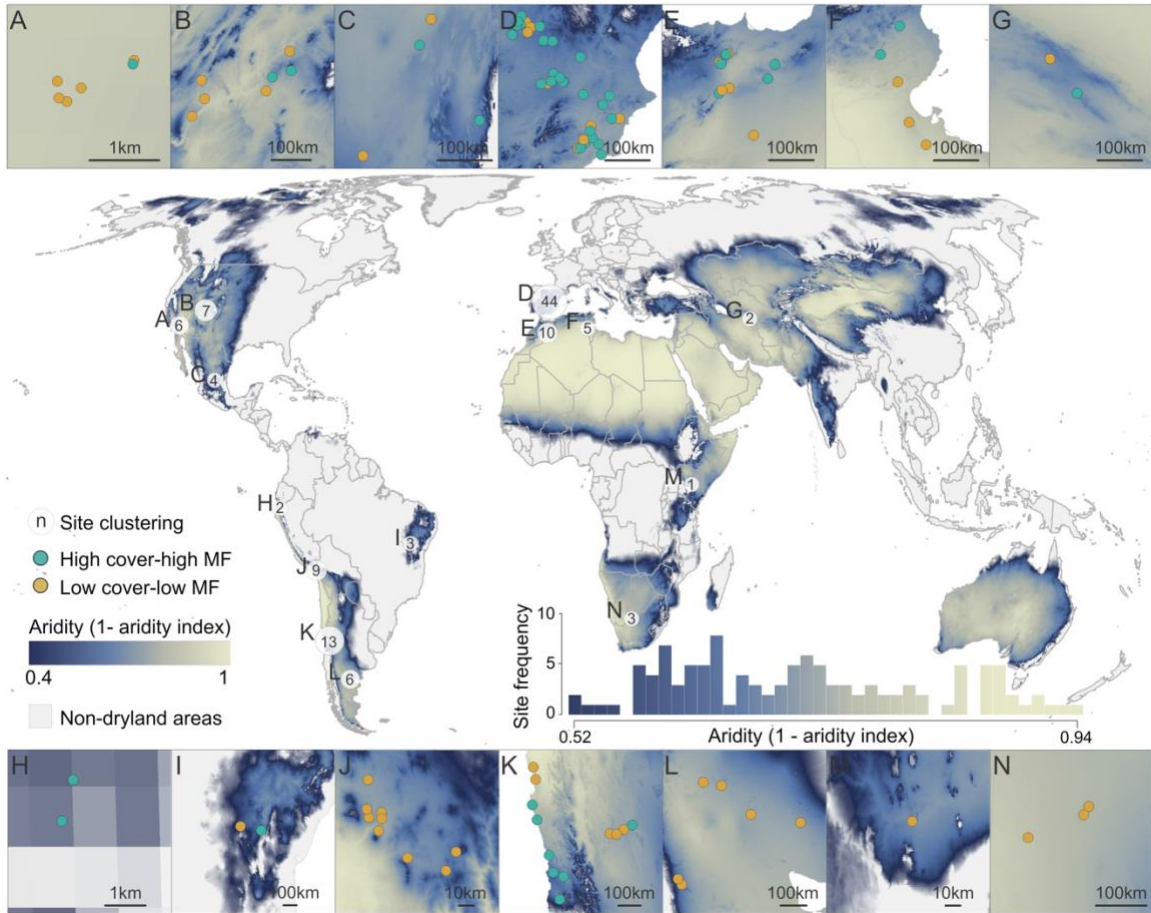 A
B
C
D
E
F
G
1km
100km
100km
100km
100km
100km
100km
D
44
B
7
A
6
E
10
F
5
G
2
C
4
H
2
M
1
I
3
n Site clustering
J
9
High cover-high MF
Low cover-low MF
N
3
K
13
Aridity (1- aridity index)
0.4 1
L
6
Non-dryland areas
Site frequency
10
5
0
0.52 0.94
Aridity (1 - aridity index)
H
I
J
K
L
M
N
1km
100km
10km
100km
100km
10km
100km